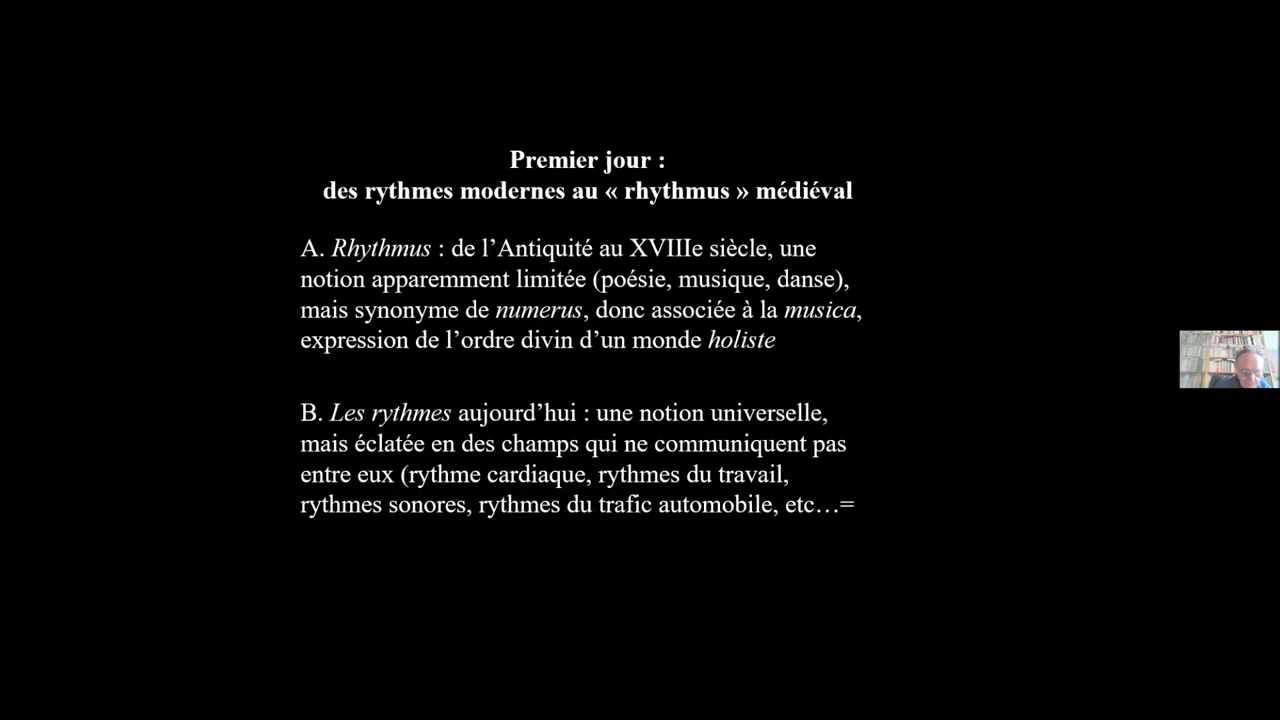 Premier jour :
des rythmes modernes au « rhythmus » médiéval
A. Rhythmus : de l’Antiquité au XVIIIe siècle, une
notion apparemment limitée (poésie, musique, danse),
mais synonyme de numerus, donc associée à la musica,
expression de l’ordre divin d’un monde holiste
B. Les rythmes aujourd’hui : une notion universelle,
mais éclatée en des champs qui ne communiquent pas
entre eux (rythme cardiaque, rythmes du travail,
rythmes sonores, rythmes du trafic automobile, etc…=